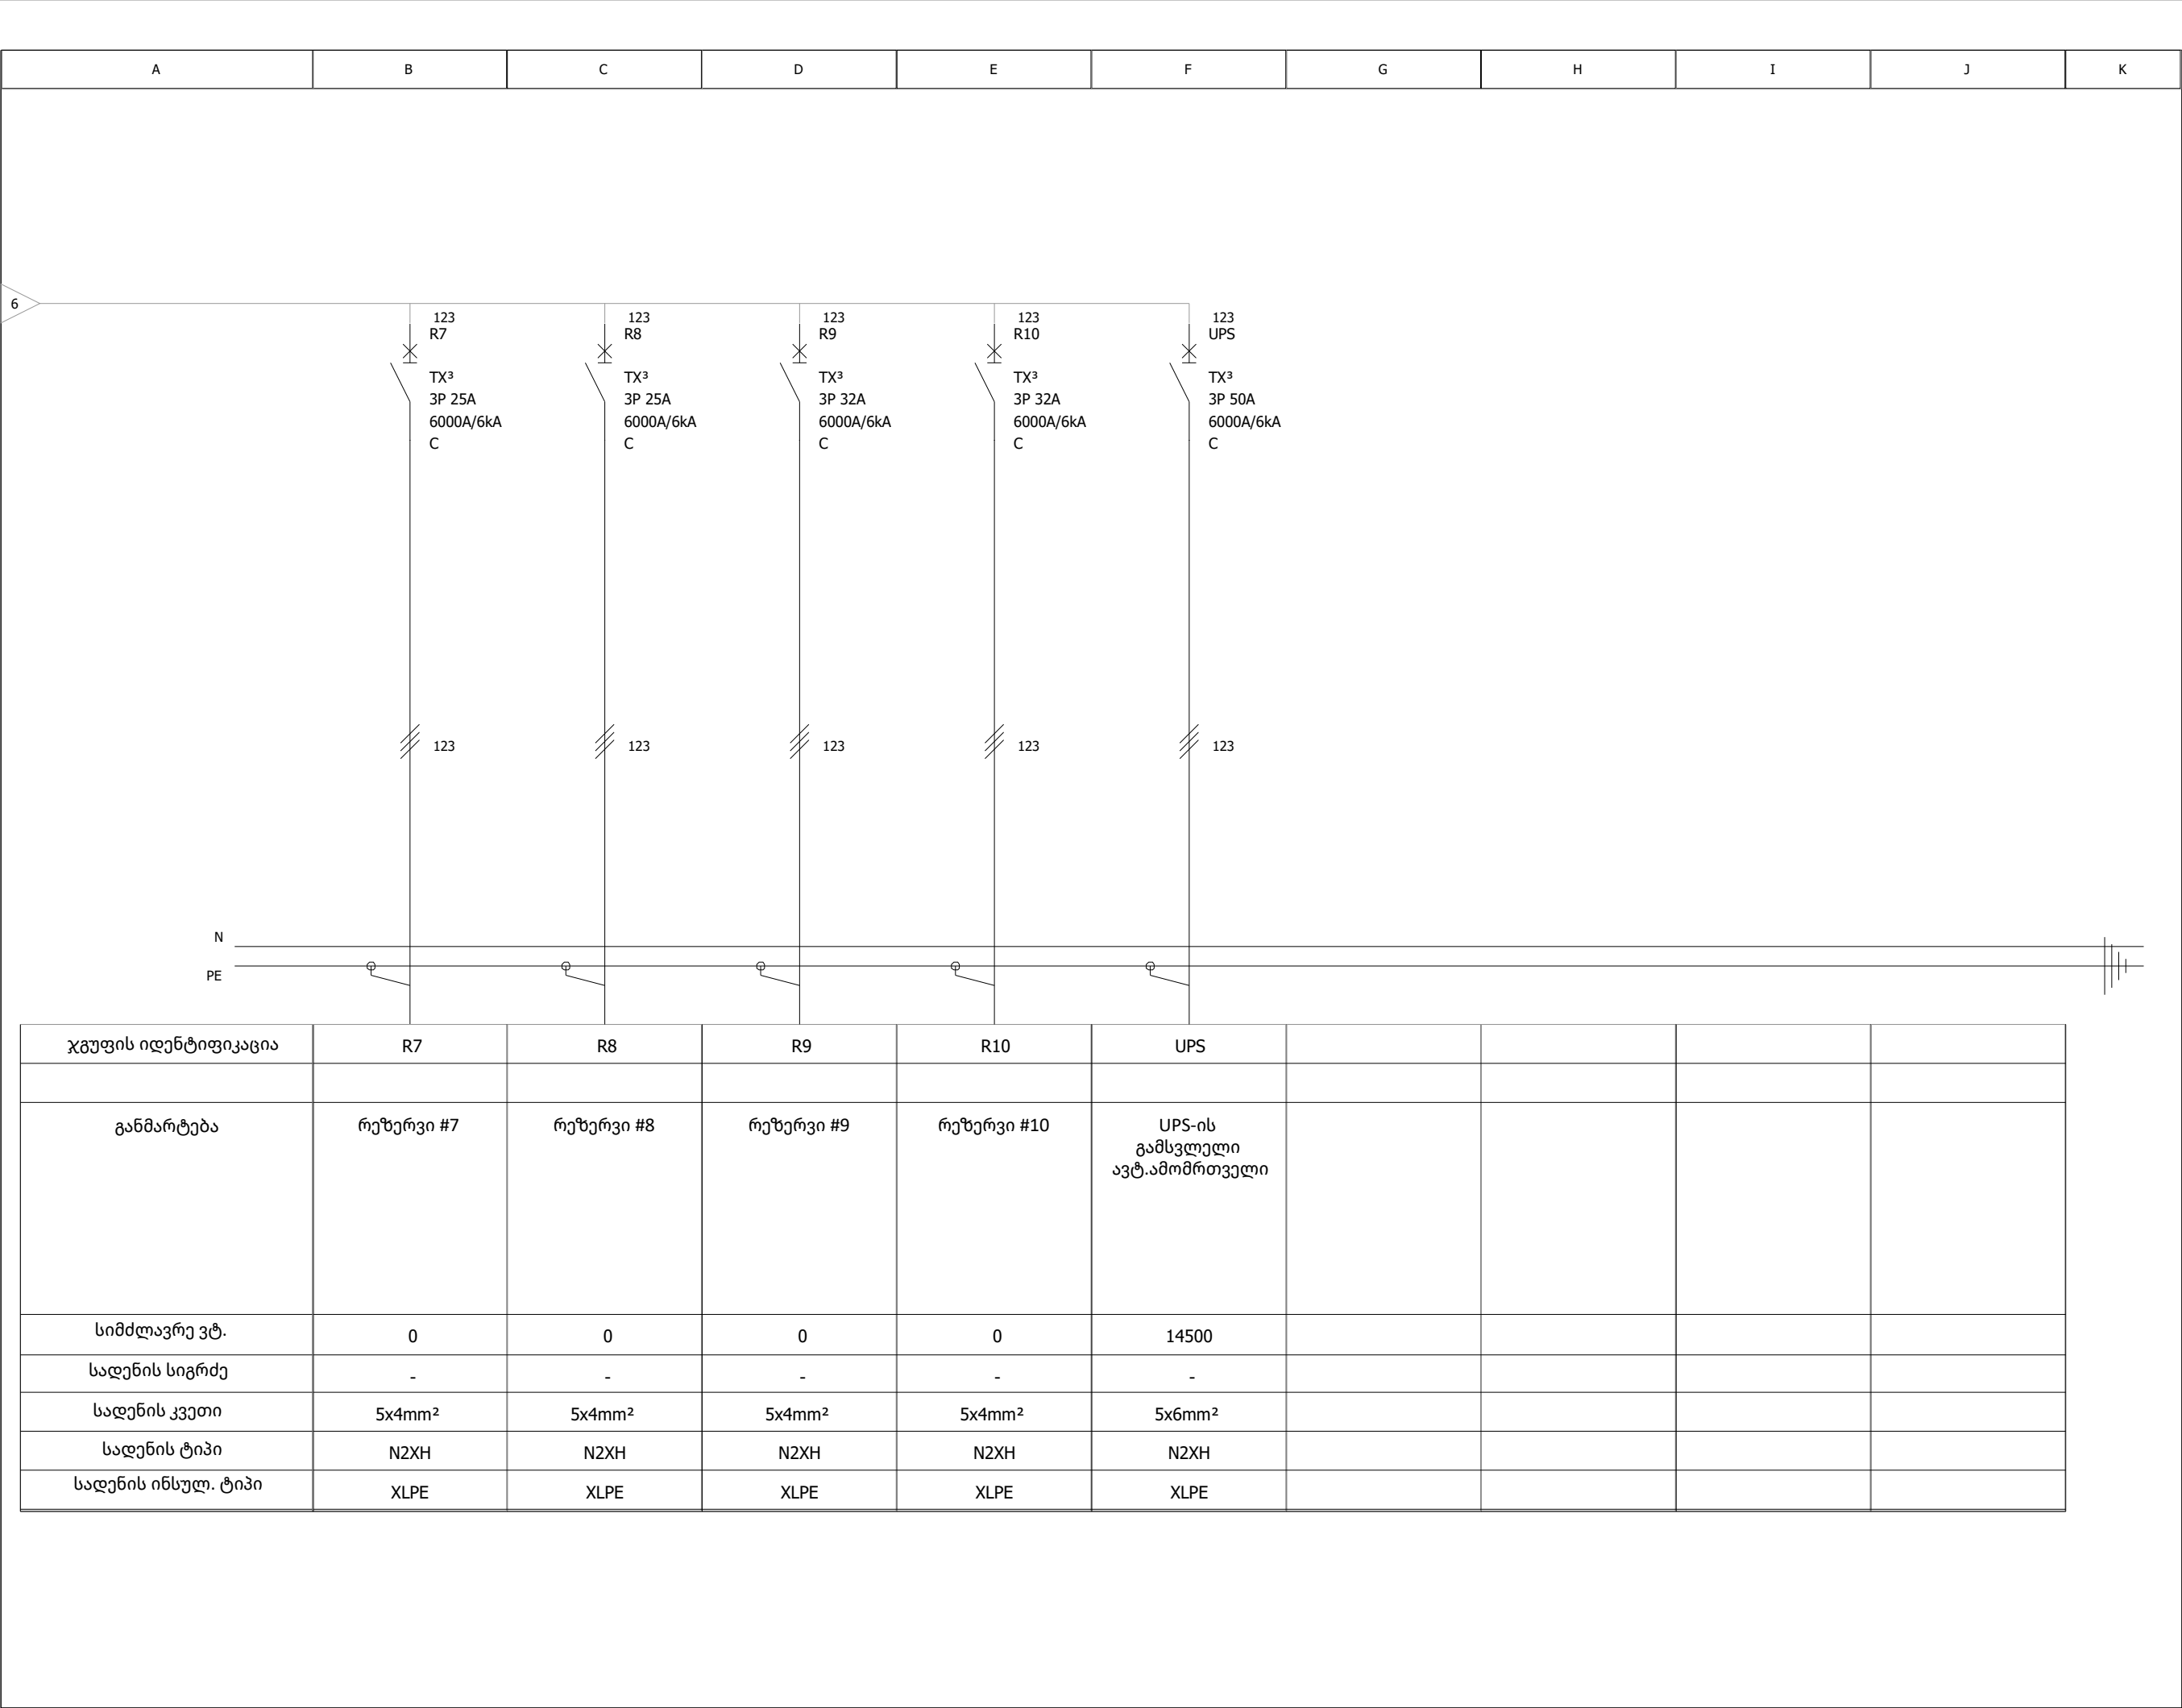 A B C D E F G H I J K
6
123 123 123 123 123
R7 R8 R9 R10 UPS
TX³ TX³ TX³ TX³ TX³
3P 25A 3P 25A 3P 32A 3P 32A 3P 50A
6000A/6kA 6000A/6kA 6000A/6kA 6000A/6kA 6000A/6kA
C C C C C
123 123 123 123 123
N
PE
ჯგუფის იდენტიფიკაცია R7 R8 R9 R10 UPS
განმარტება რეზერვი #7 რეზერვი #8 რეზერვი #9 რეზერვი #10 UPS-ის
გამსვლელი
ავტ.ამომრთველი
სიმძლავრე ვტ. 0 0 0 0 14500
სადენის სიგრძე - - - - -
სადენის კვეთი 5x4mm² 5x4mm² 5x4mm² 5x4mm² 5x6mm²
სადენის ტიპი N2XH N2XH N2XH N2XH N2XH
სადენის ინსულ. ტიპი XLPE XLPE XLPE XLPE XLPE